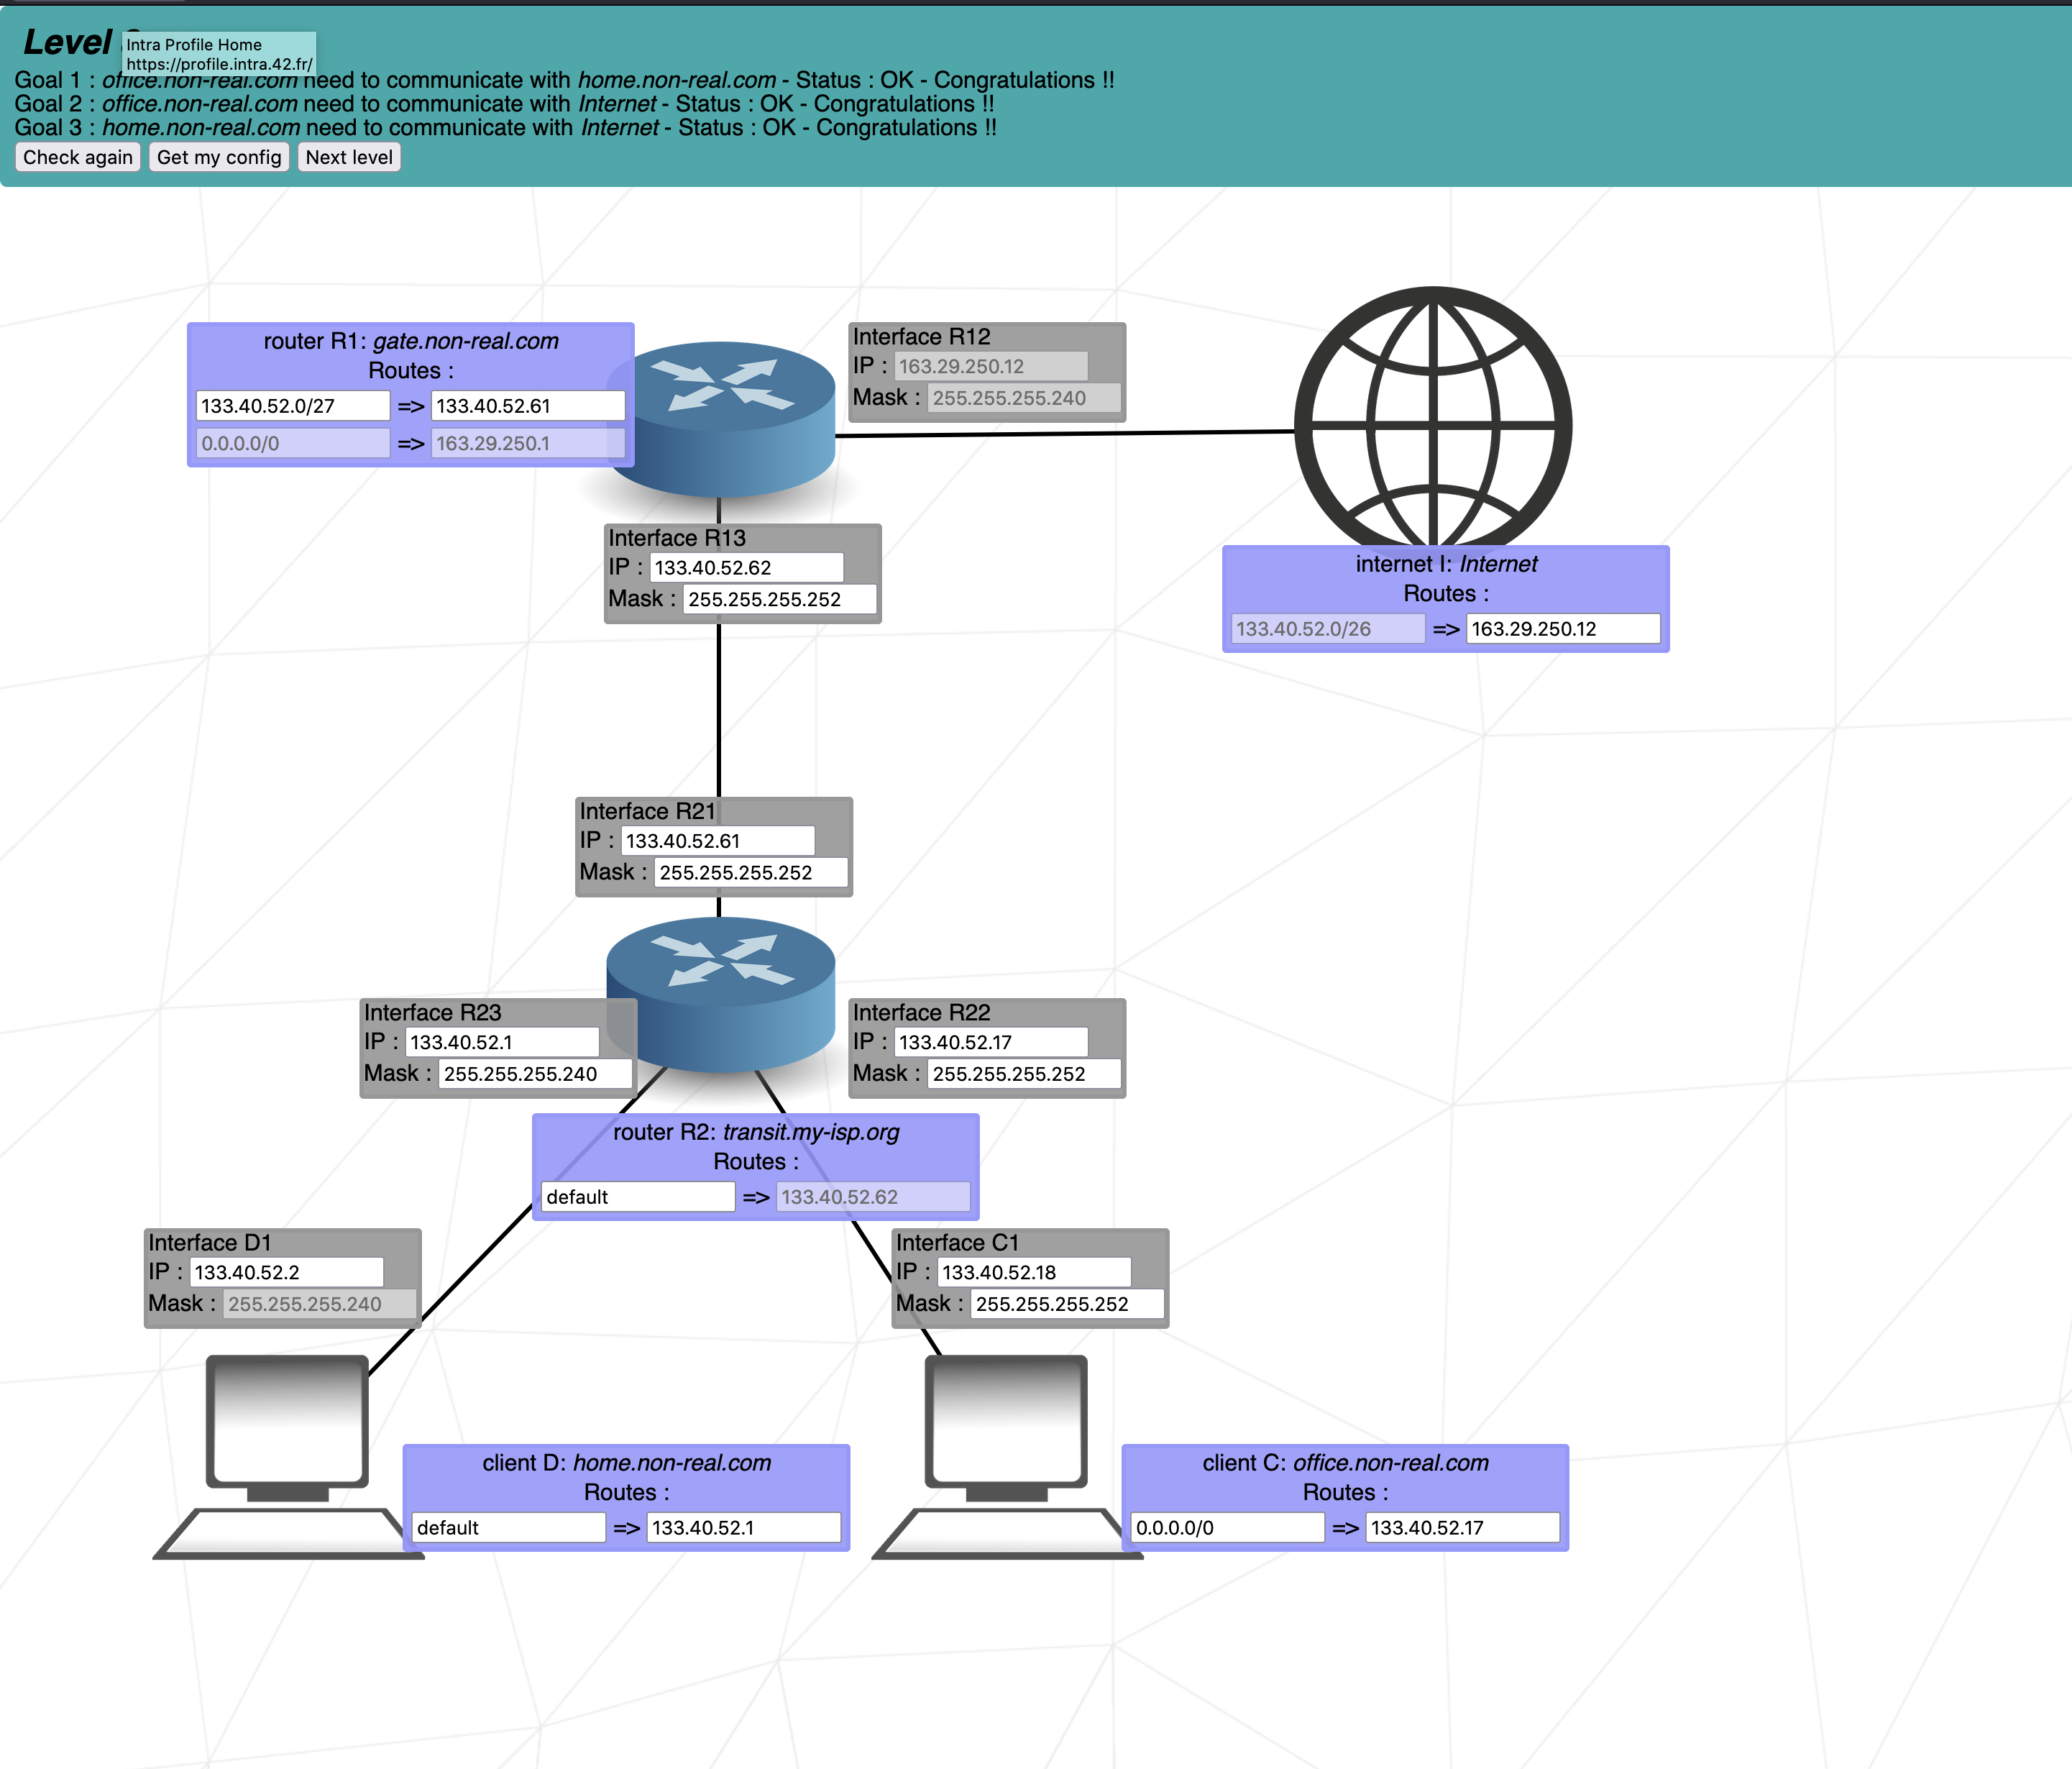 Level
Intra Profile Home
https://profile.intra.42.fr/
Goal 1 : office.non-real.com need to communicate with home.non-real.com - Status : OK - Congratulations !!
Goal 2 : office.non-real.com need to communicate with Internet - Status : OK - Congratulations !!
Goal 3 : home.non-real.com need to communicate with Internet - Status : OK - Congratulations !!
Check again Get my config Next level
router R1: gate.non-real.com
Routes :
133.40.52.0/27 => 133.40.52.61
0.0.0.0/0 => 163.29.250.1
Interface R12
IP : 163.29.250.12
Mask : 255.255.255.240
Interface R13
IP : 133.40.52.62
Mask : 255.255.255.252
internet I: Internet
Routes :
133.40.52.0/26 => 163.29.250.12
Interface R21
IP : 133.40.52.61
Mask : 255.255.255.252
Interface R23
IP : 133.40.52.1
Mask : 255.255.255.240
Interface R22
IP : 133.40.52.17
Mask : 255.255.255.252
router R2: transit.my-isp.org
Routes :
default => 133.40.52.62
Interface D1
IP : 133.40.52.2
Mask : 255.255.255.240
Interface C1
IP : 133.40.52.18
Mask : 255.255.255.252
client D: home.non-real.com
Routes :
default => 133.40.52.1
client C: office.non-real.com
Routes :
0.0.0.0/0 => 133.40.52.17